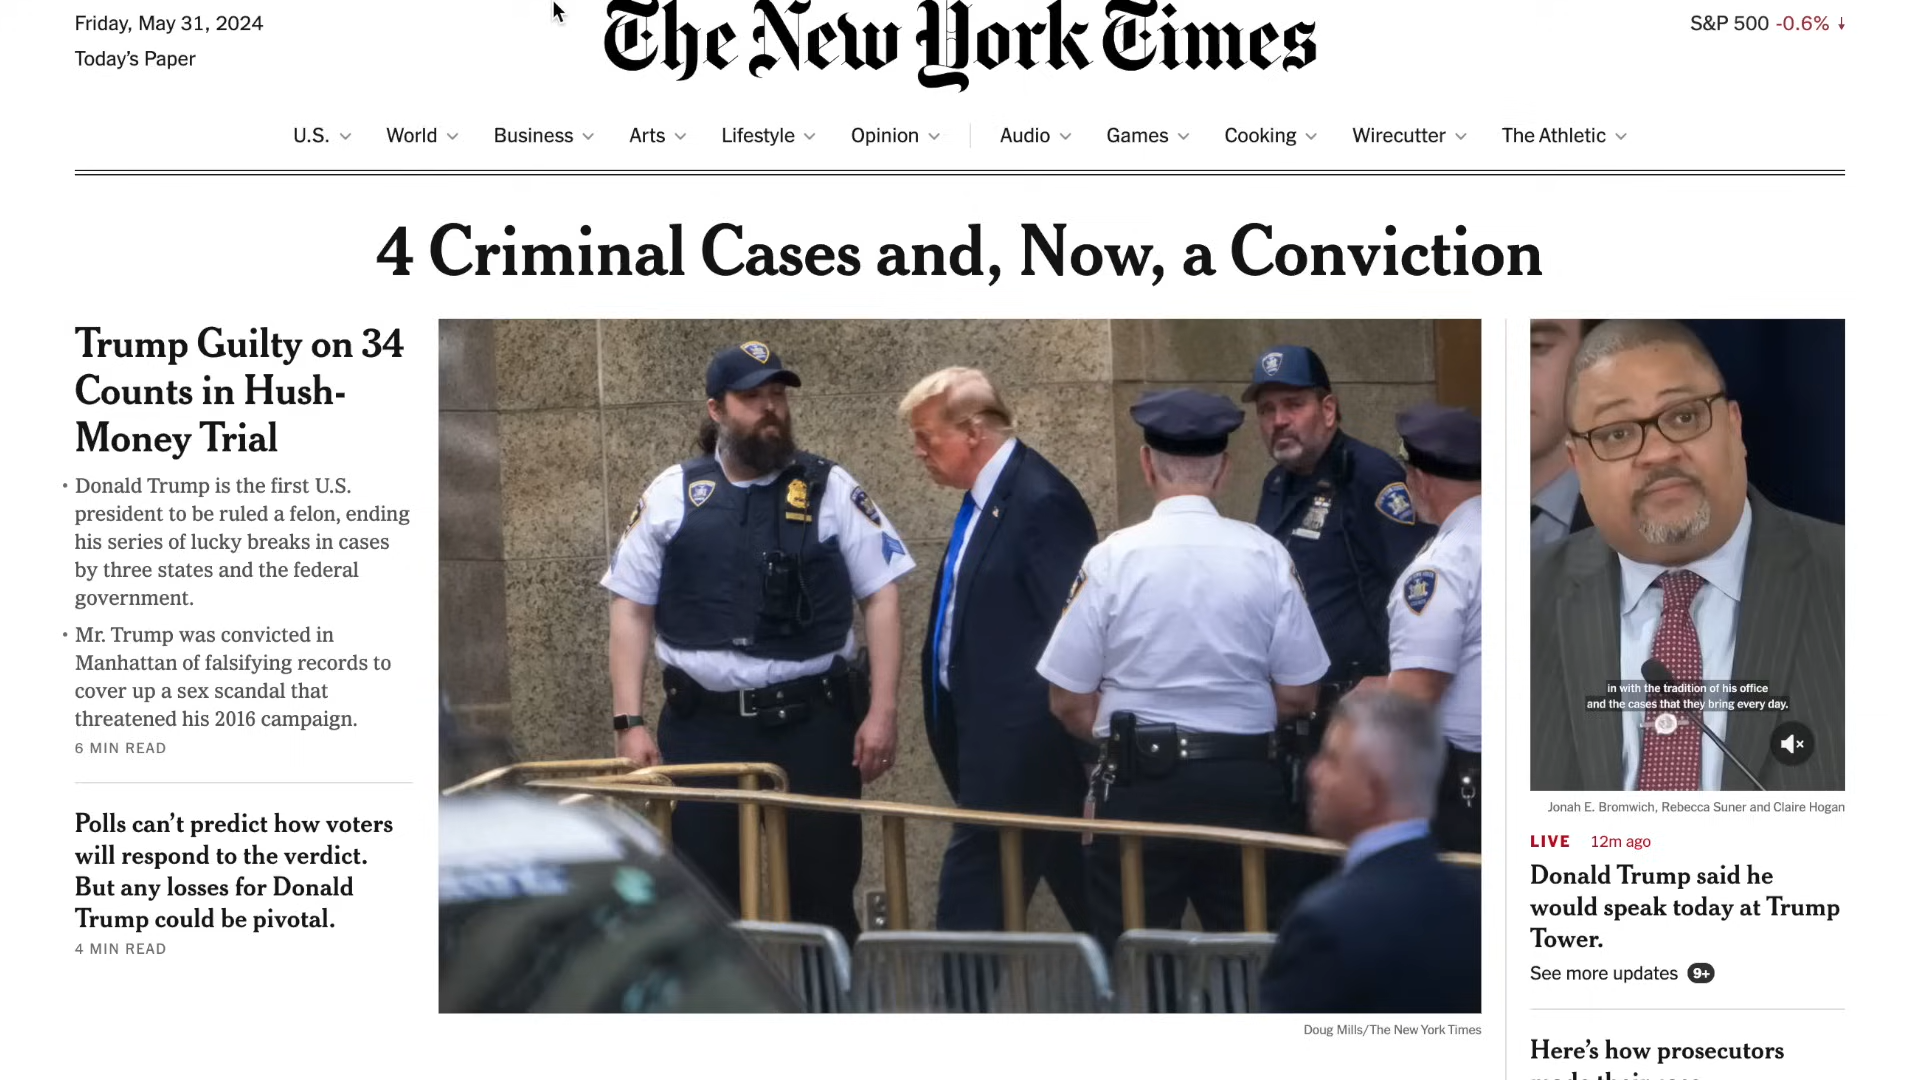 Friday, May 31, 2024
Today’s Paper
The New York Times
S&P 500 -0.6% ↓
U.S.
World
Business
Arts
Lifestyle
Opinion
Audio
Games
Cooking
Wirecutter
The Athletic
4 Criminal Cases and, Now, a Conviction
Trump Guilty on 34
Counts in Hush-
Money Trial
• Donald Trump is the first U.S.
president to be ruled a felon, ending
his series of lucky breaks in cases
by three states and the federal
government.
• Mr. Trump was convicted in
Manhattan of falsifying records to
cover up a sex scandal that
threatened his 2016 campaign.
6 MIN READ
Polls can’t predict how voters
will respond to the verdict.
But any losses for Donald
Trump could be pivotal.
4 MIN READ
Doug Mills/The New York Times
in with the tradition of his office
and the cases that they bring every day.
Jonah E. Bromwich, Rebecca Suner and Claire Hogan
LIVE 12m ago
Donald Trump said he
would speak today at Trump
Tower.
See more updates 9+
Here’s how prosecutors
made their case